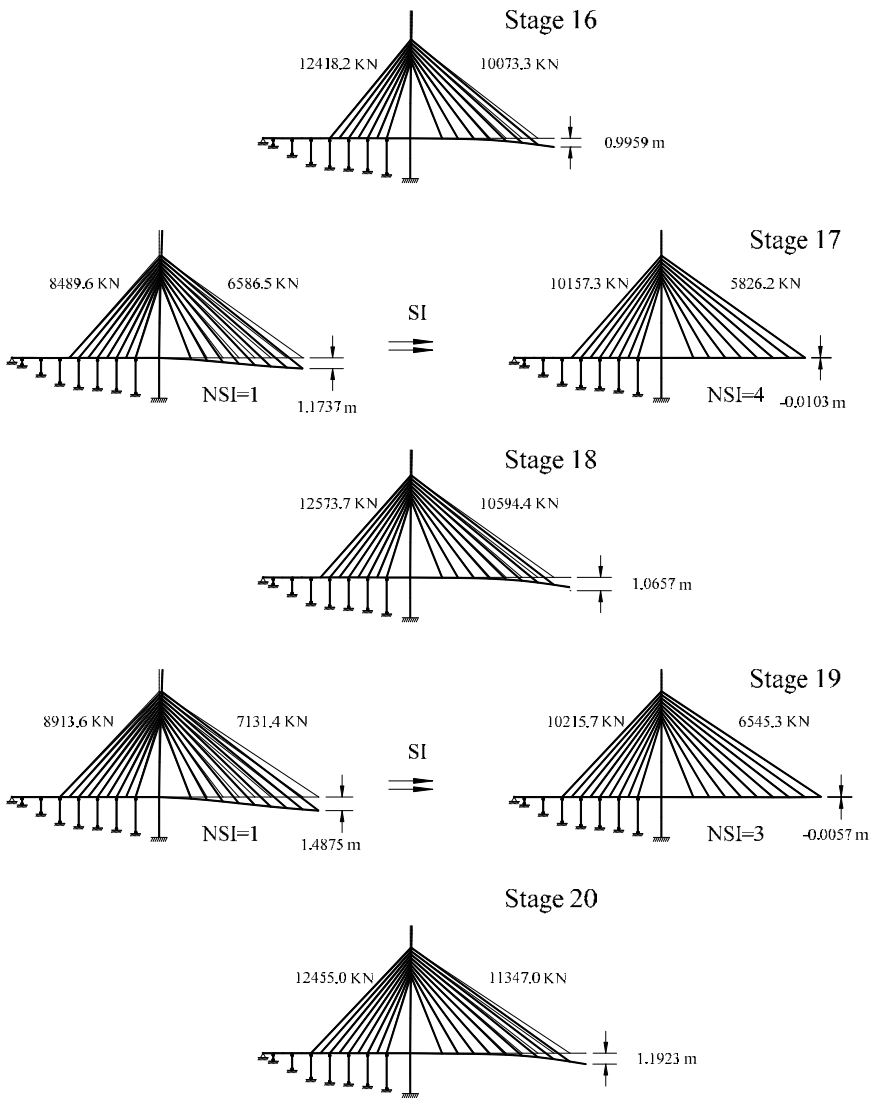 Stage 16
12418.2 KN
10073.3 KN
0.9959 m
Stage 17
8489.6 KN
6586.5 KN
SI
10157.3 KN
5826.2 KN
NSI=1
1.1737 m
NSI=4
-0.0103 m
Stage 18
12573.7 KN
10594.4 KN
1.0657 m
Stage 19
8913.6 KN
7131.4 KN
SI
10215.7 KN
6545.3 KN
NSI=1
1.4875 m
NSI=3
-0.0057 m
Stage 20
12455.0 KN
11347.0 KN
1.1923 m